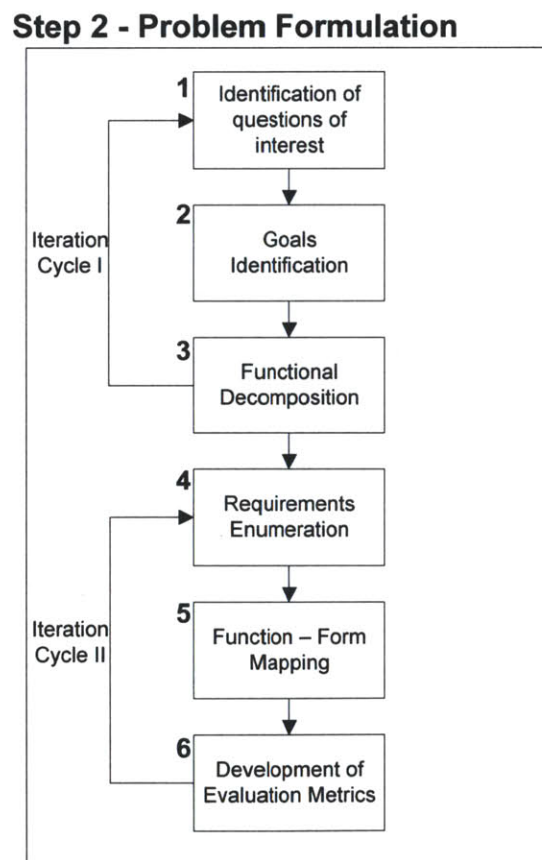 Step 2 - Problem Formulation
1
Identification of
questions of
interest
2
Goals
Identification
Iteration
Cycle I
3
Functional
Decomposition
4
Requirements
Enumeration
5
Function – Form
Mapping
Iteration
Cycle II
6
Development of
Evaluation Metrics